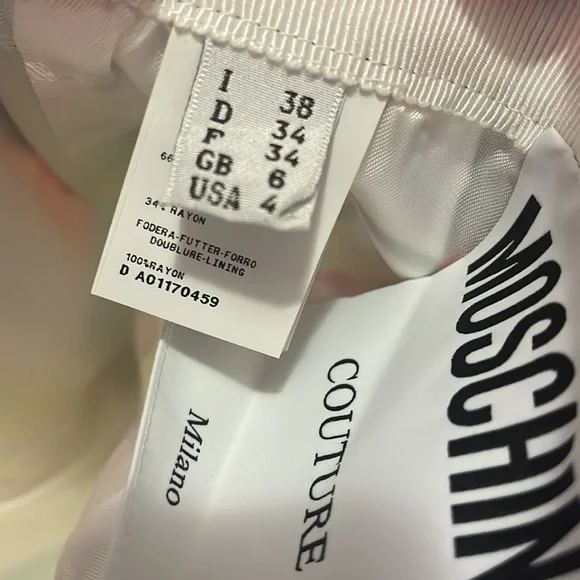 I 38
D 34
F 34
GB 6
USA 4
66
34% RAYON
FODERA-FUTTER-FORRO
DOUBLURE-LINING
100%RAYON
D A01170459
MOSCHIN
COUTURE
Milano